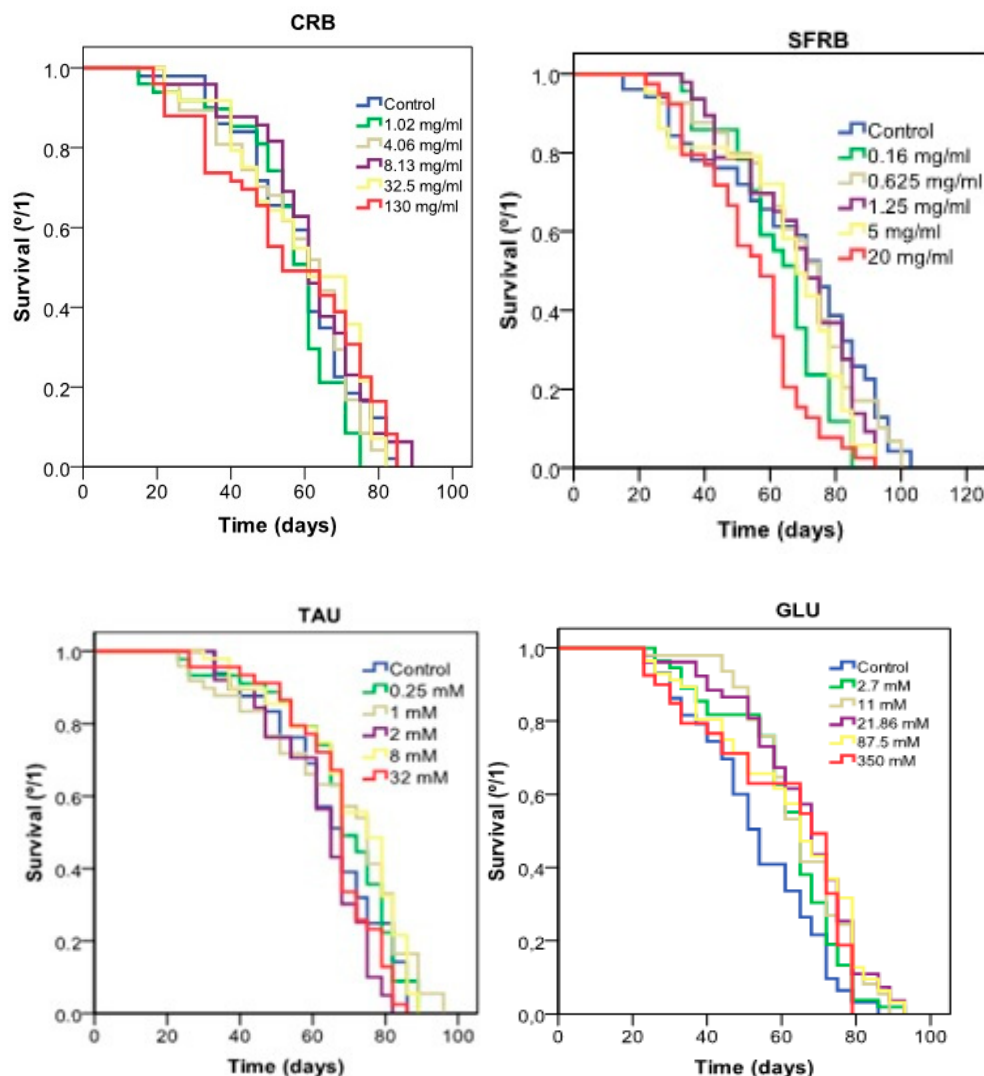 CRB
1.0
0.8
0.6
0.4
0.2
0.0
Survival (º/1)
Control
1.02 mg/ml
4.06 mg/ml
8.13 mg/ml
32.5 mg/ml
130 mg/ml
0 20 40 60 80 100
Time (days)
SFRB
1.0
0.8
0.6
0.4
0.2
0.0
Survival (º/1)
Control
0.16 mg/ml
0.625 mg/ml
1.25 mg/ml
5 mg/ml
20 mg/ml
0 20 40 60 80 100 120
Time (days)
TAU
1.0
0.8
0.6
0.4
0.2
0.0
Survival (º/1)
Control
0.25 mM
1 mM
2 mM
8 mM
32 mM
0 20 40 60 80 100
Time (days)
GLU
1,0
0,8
0,6
0,4
0,2
0,0
Survival (º/1)
Control
2.7 mM
11 mM
21.86 mM
87.5 mM
350 mM
0 20 40 60 80 100
Time (days)